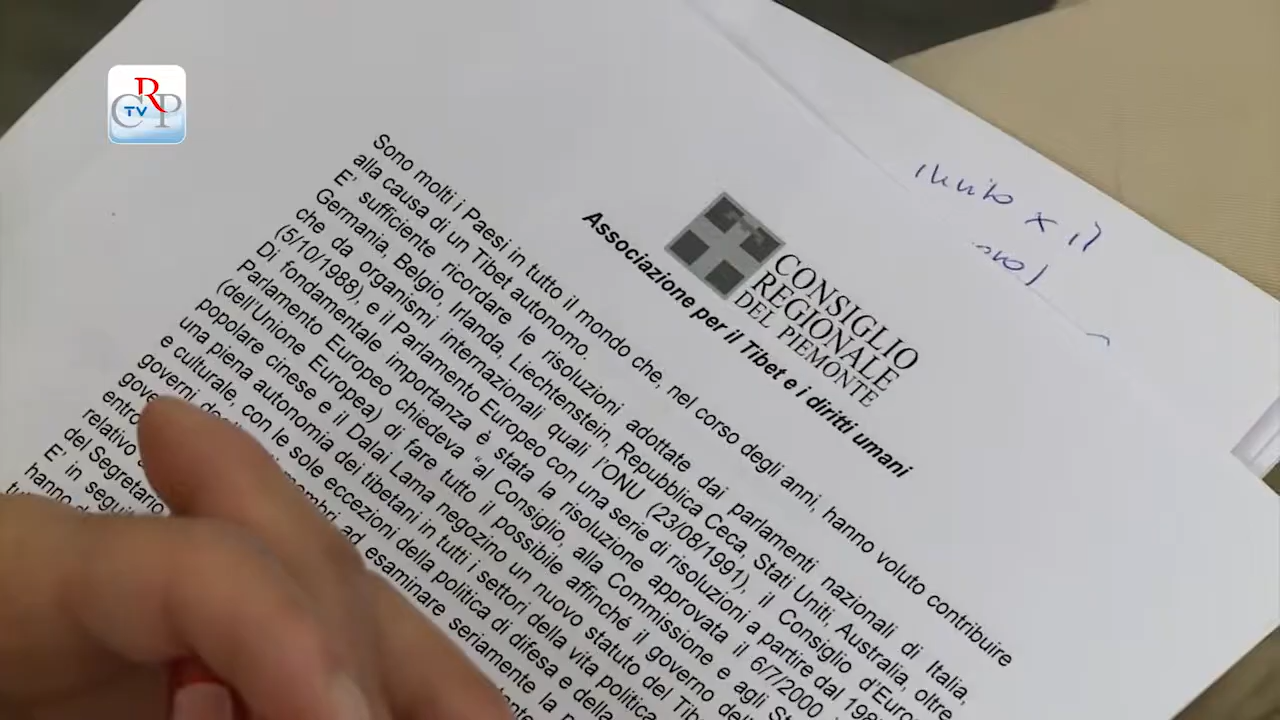 CRP
TV
CONSIGLIO
REGIONALE
DEL PIEMONTE
Associazione per il Tibet e i diritti umani
Sono molti i Paesi in tutto il mondo che, nel corso degli anni, hanno voluto contribuire
alla causa di un Tibet autonomo.
E' sufficiente ricordare le risoluzioni adottate dai parlamenti nazionali di Italia,
Germania, Belgio, Irlanda, Liechtenstein, Repubblica Ceca, Stati Uniti, Australia, oltre
che da organismi internazionali quali l'ONU (23/08/1991), il Consiglio d'Euro
(5/10/1988), e il Parlamento Europeo con una serie di risoluzioni a partire dal 198
Di fondamentale importanza è stata la risoluzione approvata il 6/7/2000
Parlamento Europeo chiedeva "al Consiglio, alla Commissione e agli St
(dell'Unione Europea) di fare tutto il possibile affinché il governo del
popolare cinese e il Dalai Lama negozino un nuovo statuto del Tib
una piena autonomia dei tibetani in tutti i settori della vita politica
e culturale, con le sole eccezioni della politica di difesa e della
governi membri ad esaminare seriamente la
gove
entro
relativo
del Segretario
E' in segui
hanno